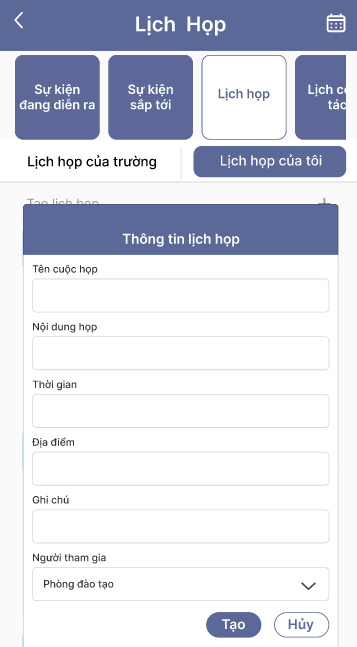 Lịch Họp
Sự kiện
đang diễn ra
Sự kiện
sắp tới
Lịch họp
Lịch c
tác
Lịch họp của trường
Lịch họp của tôi
Tạo lịch họp
Thông tin lịch họp
Tên cuộc họp
Nội dung họp
Thời gian
Địa điểm
Ghi chú
Người tham gia
Phòng đào tạo
Tạo
Hủy